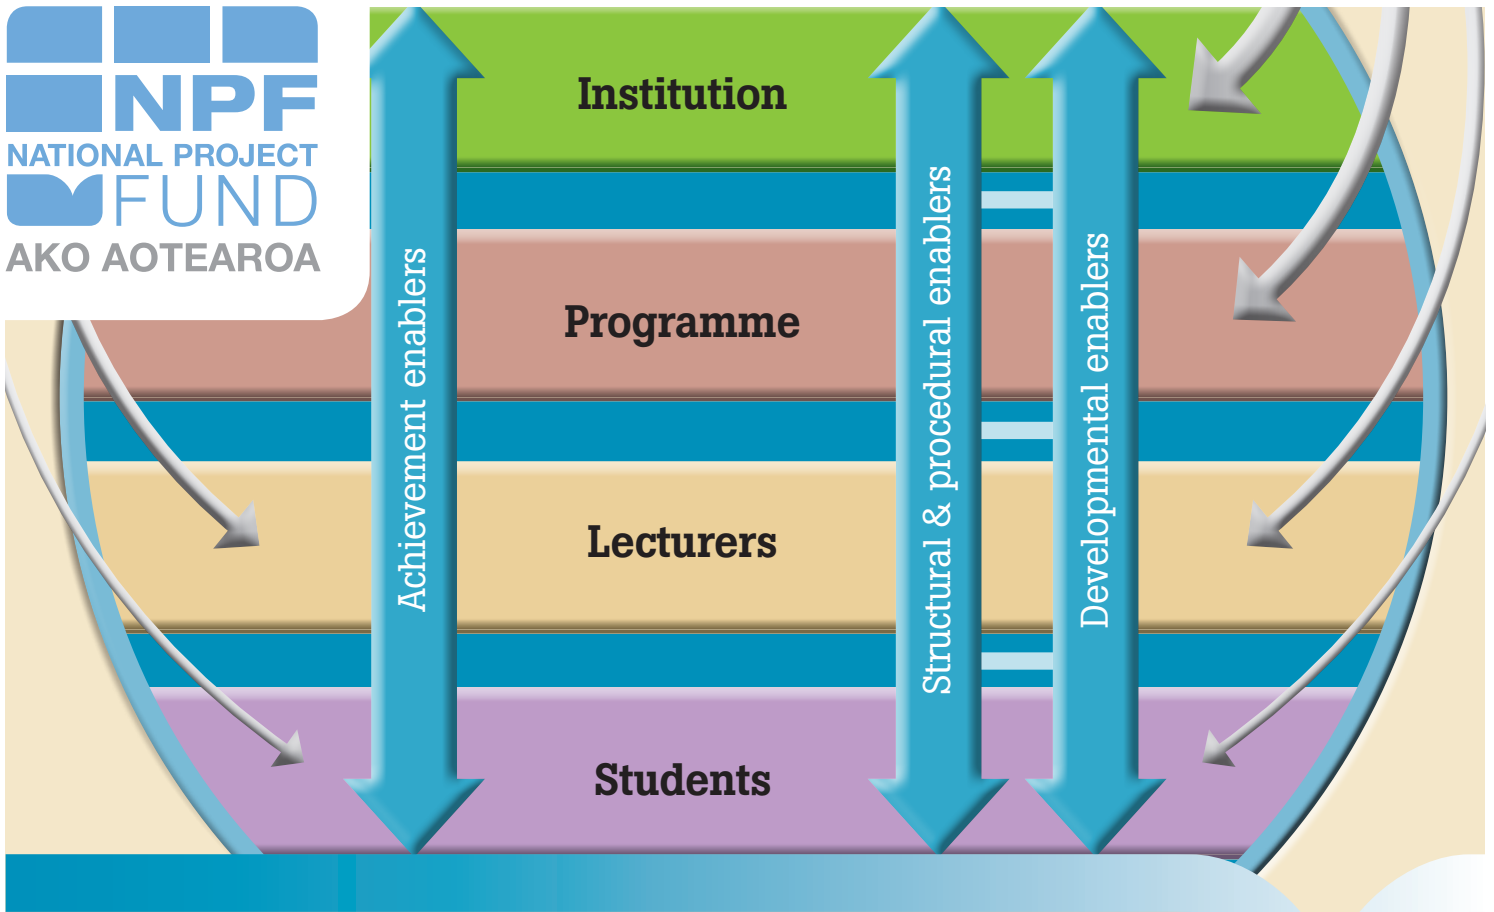 NPF
NATIONAL PROJECT
FUND
AKO AOTEAROA
Institution
Programme
Lecturers
Students
Achievement enablers
Structural & procedural enablers
Developmental enablers